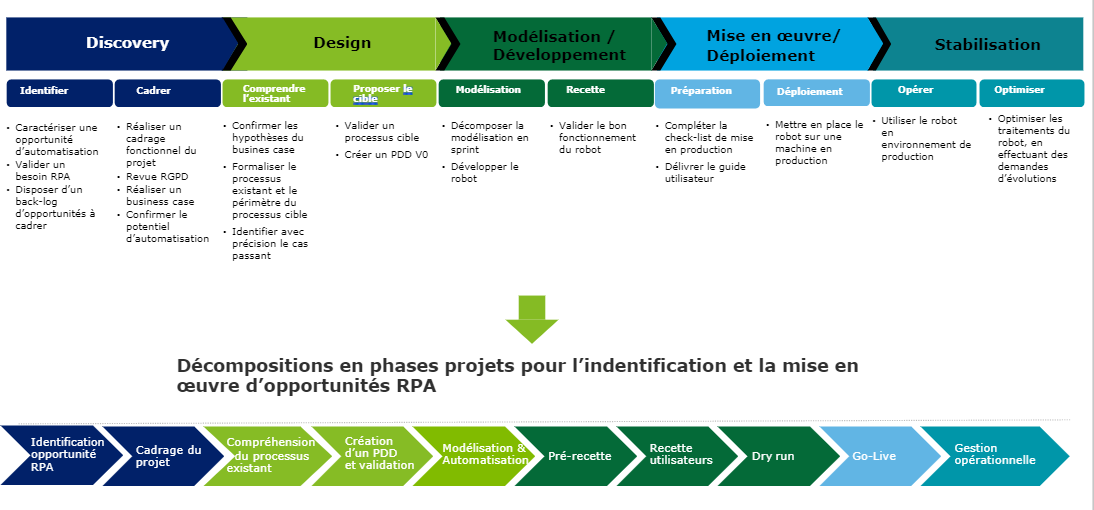 Discovery
Design
Modélisation /
Développement
Mise en œuvre/
Déploiement
Stabilisation
Identifier
Cadrer
Comprendre
l’existant
Proposer le
cible
Modélisation
Recette
Préparation
Déploiement
Opérer
Optimiser
• Caractériser une
opportunité
d’automatisation
• Valider un
besoin RPA
• Disposer d’un
back-log
d’opportunités à
cadrer
• Réaliser un
cadrage
fonctionnel du
projet
• Revue RGPD
• Réaliser un
business case
• Confirmer le
potentiel
d’automatisation
• Confirmer les
hypothèses du
busines case
• Formaliser le
processus
existant et le
périmètre du
processus cible
• Identifier avec
précision le cas
passant
• Valider un
processus cible
• Créer un PDD V0
• Décomposer la
modélisation en
sprint
• Développer le
robot
• Valider le bon
fonctionnement
du robot
• Compléter la
check-list de mise
en production
• Délivrer le guide
utilisateur
• Mettre en place le
robot sur une
machine en
production
• Utiliser le robot
en
environnement de
production
• Optimiser les
traitements du
robot, en
effectuant des
demandes
d’évolutions
Décompositions en phases projets pour l’indentification et la mise en
œuvre d’opportunités RPA
Identification
opportunité
RPA
Cadrage du
projet
Compréhension
du processus
existant
Création
d’un PDD
et validation
Modélisation &
Automatisation
Pré-recette
Recette
utilisateurs
Dry run
Go-Live
Gestion
opérationnelle